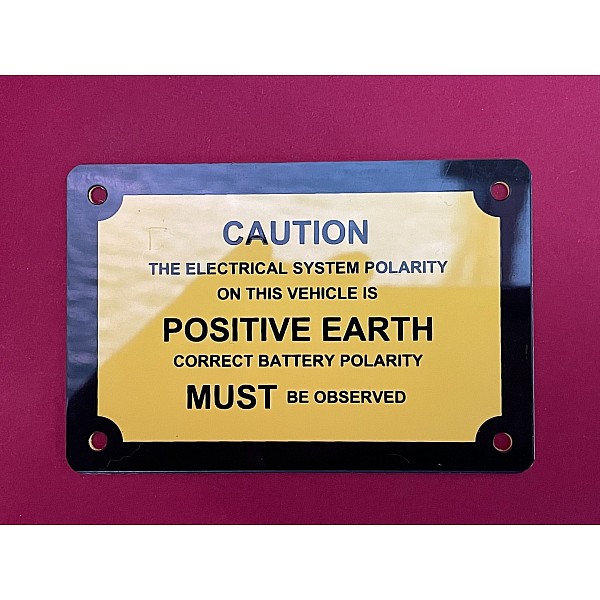 CAUTION
THE ELECTRICAL SYSTEM POLARITY
ON THIS VEHICLE IS
POSITIVE EARTH
CORRECT BATTERY POLARITY
MUST BE OBSERVED